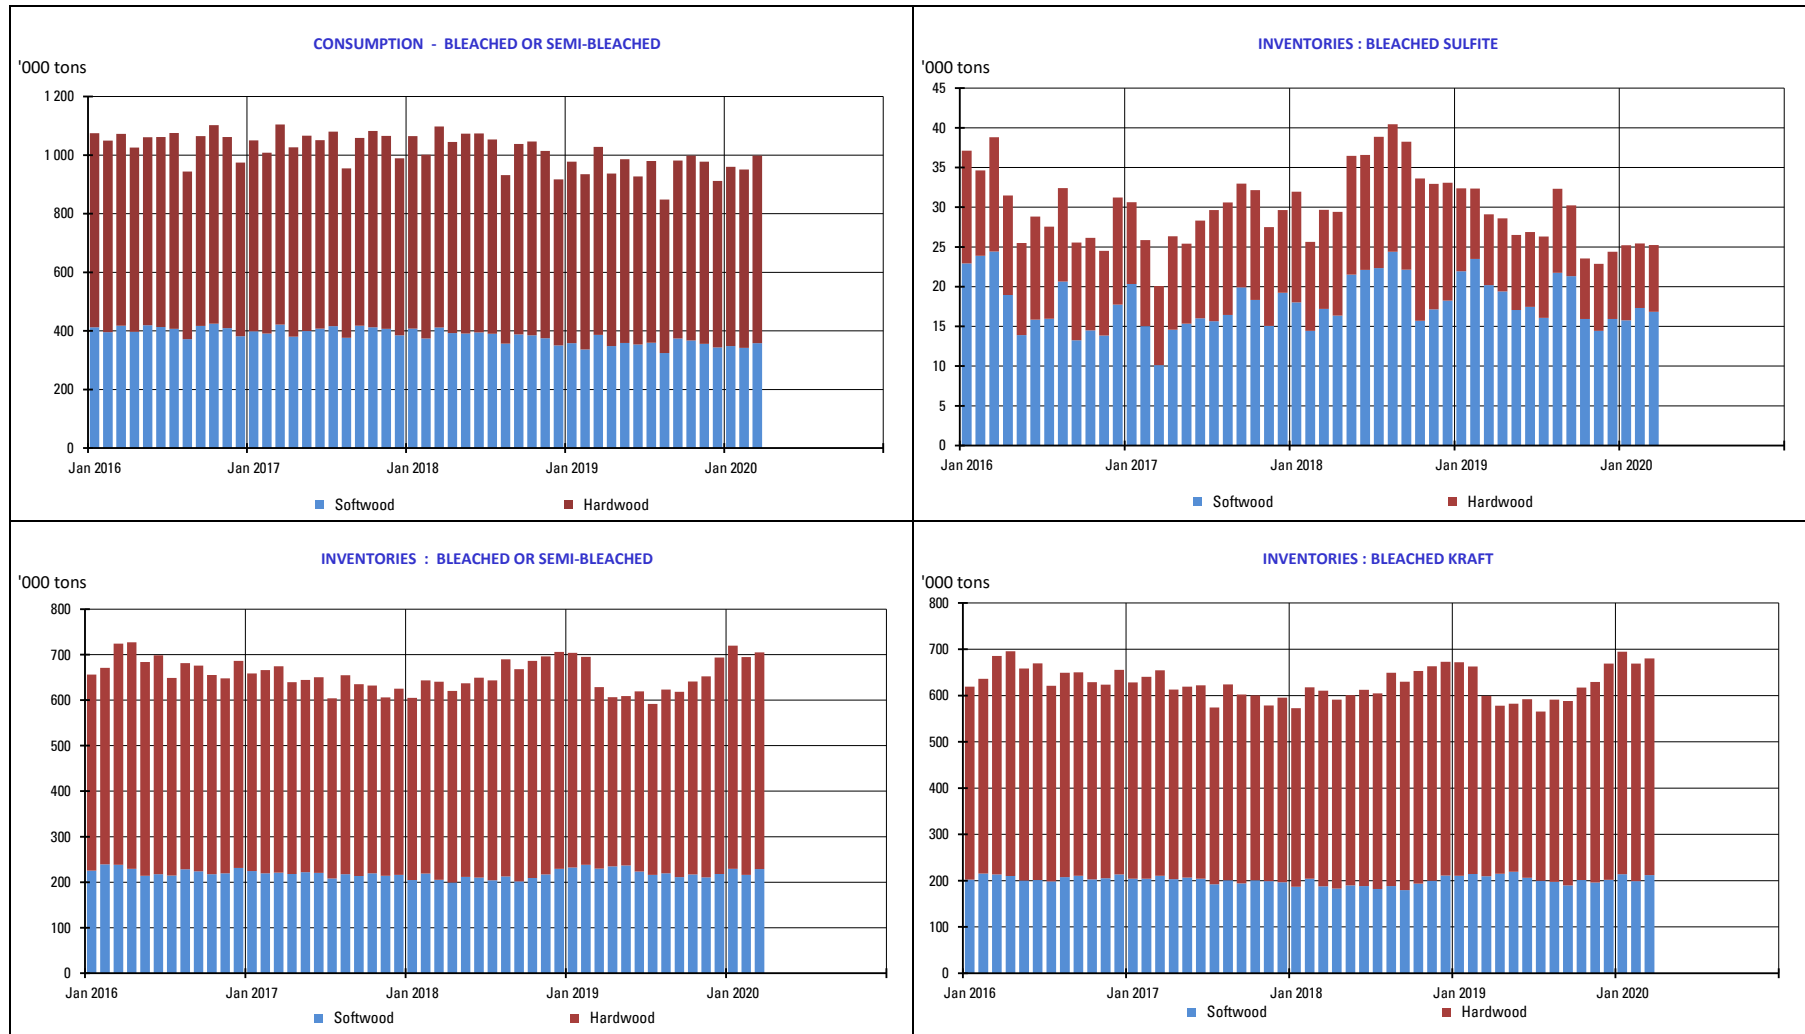 CONSUMPTION - BLEACHED OR SEMI-BLEACHED
'000 tons
1 200
1 000
800
600
400
200
0
Jan 2016 Jan 2017 Jan 2018 Jan 2019 Jan 2020
Softwood Hardwood
INVENTORIES : BLEACHED SULFITE
'000 tons
45
40
35
30
25
20
15
10
5
0
Jan 2016 Jan 2017 Jan 2018 Jan 2019 Jan 2020
Softwood Hardwood
INVENTORIES : BLEACHED OR SEMI-BLEACHED
'000 tons
800
700
600
500
400
300
200
100
0
Jan 2016 Jan 2017 Jan 2018 Jan 2019 Jan 2020
Softwood Hardwood
INVENTORIES : BLEACHED KRAFT
'000 tons
800
700
600
500
400
300
200
100
0
Jan 2016 Jan 2017 Jan 2018 Jan 2019 Jan 2020
Softwood Hardwood